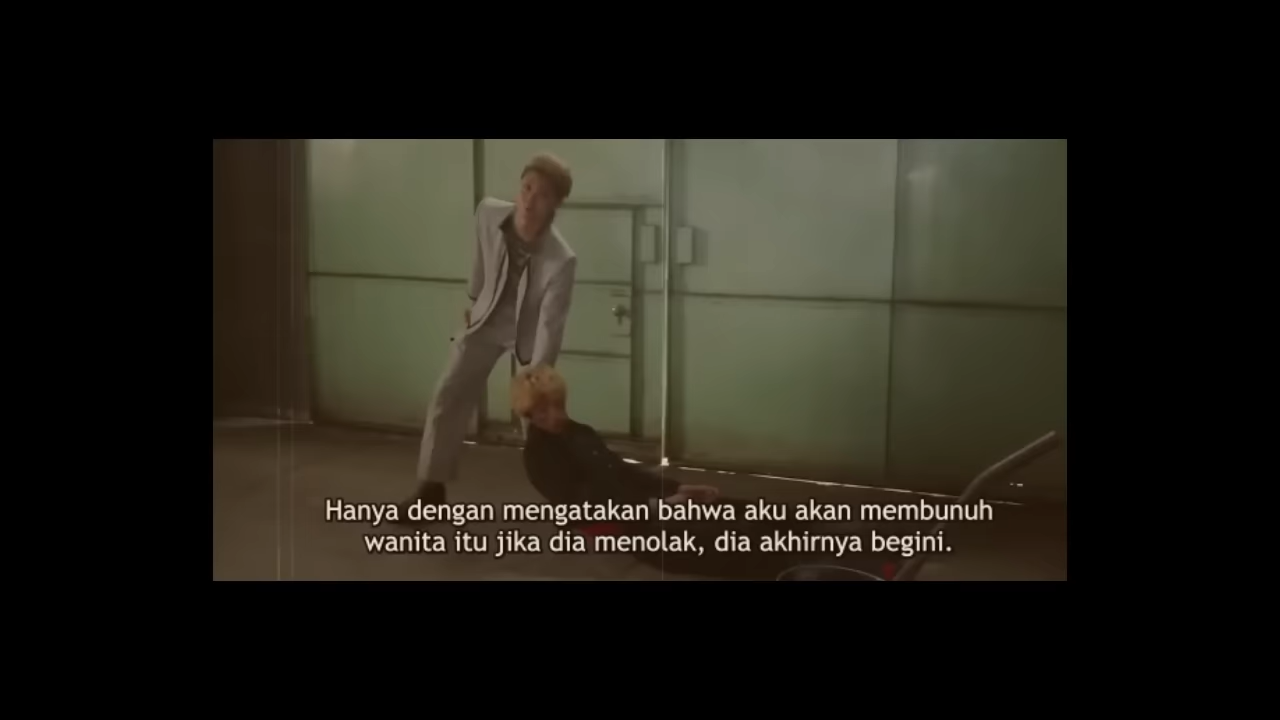 Hanya dengan mengatakan bahwa aku akan membunuh
wanita itu jika dia menolak, dia akhirnya begini.